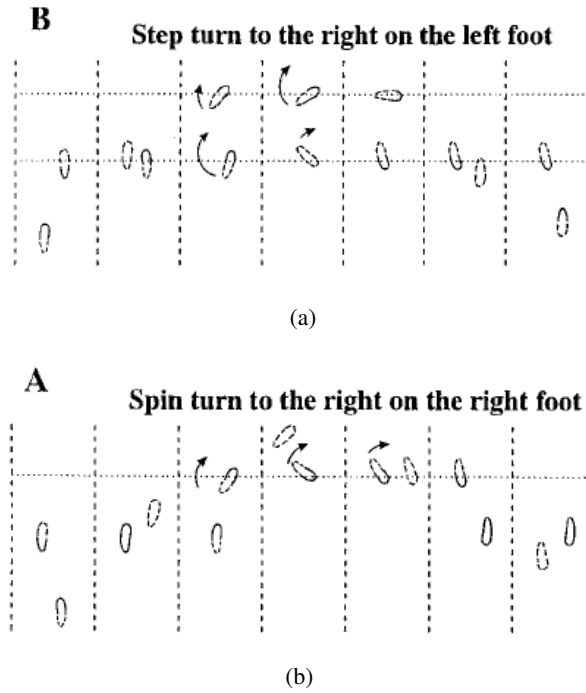 B
Step turn to the right on the left foot
(a)
A
Spin turn to the right on the right foot
(b)